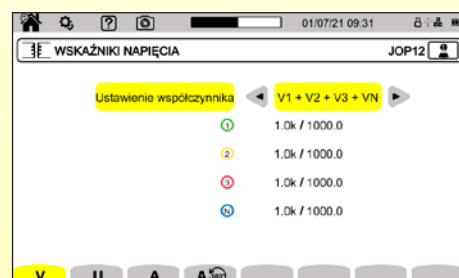 ? 01/07/21 09:31
WSKAŹNIKI NAPIĘCIA JOP12
Ustawienie współczynnika V1 + V2 + V3 + VN
1 1.0k / 1000.0
2 1.0k / 1000.0
3 1.0k / 1000.0
N 1.0k / 1000.0
V U A A